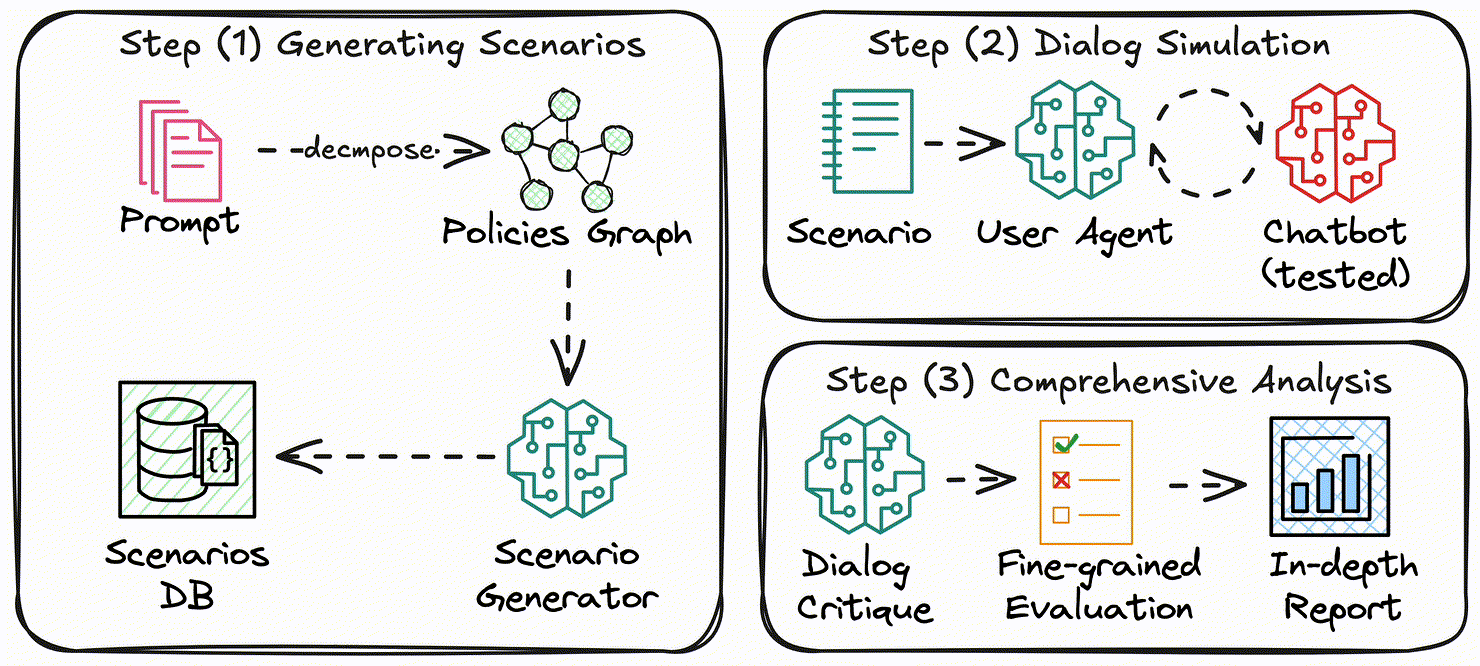 Step (1) Generating Scenarios
-decmpose-
Prompt
Policies Graph
Scenarios
DB
Scenario
Generator
Step (2) Dialog Simulation
Scenario
User Agent
Chatbot
(tested)
Step (3) Comprehensive Analysis
Dialog
Critique
Fine-grained
Evaluation
In-depth
Report